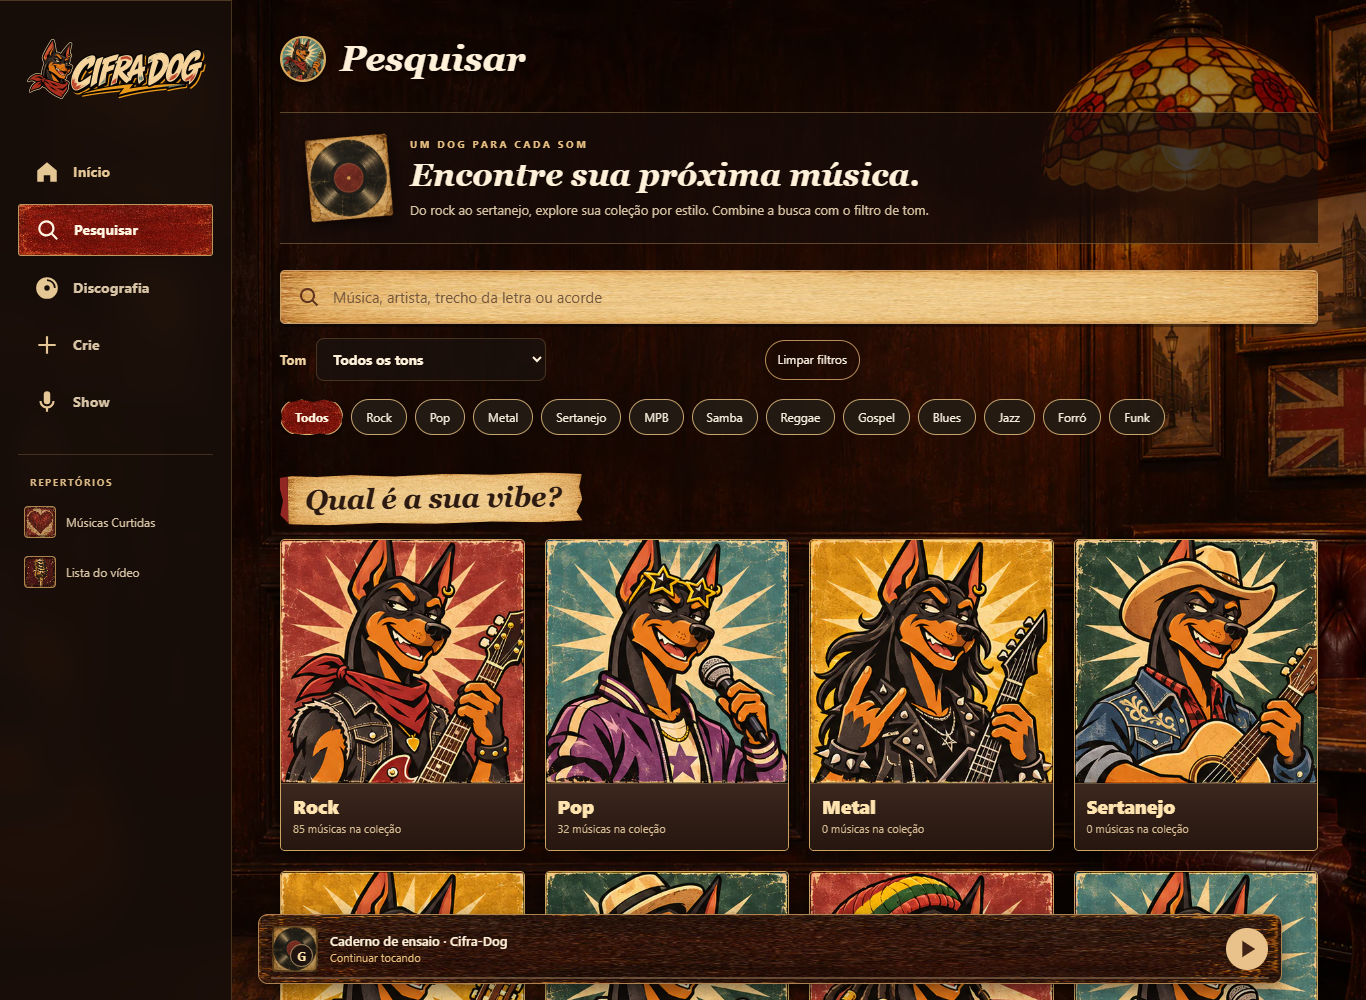 CIFRA DOG
Início
Pesquisar
Discografia
Crie
Show
REPERTÓRIOS
Músicas Curtidas
Lista do vídeo
Pesquisar
UM DOG PARA CADA SOM
Encontre sua próxima música.
Do rock ao sertanejo, explore sua coleção por estilo. Combine a busca com o filtro de tom.
Música, artista, trecho da letra ou acorde
Tom Todos os tons Limpar filtros
Todos Rock Pop Metal Sertanejo MPB Samba Reggae Gospel Blues Jazz Forró Funk
Qual é a sua vibe?
Rock
85 músicas na coleção
Pop
32 músicas na coleção
Metal
0 músicas na coleção
Sertanejo
0 músicas na coleção
G
Caderno de ensaio · Cifra-Dog
Continuar tocando